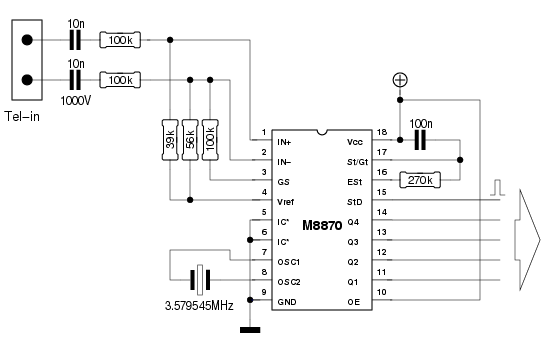 10n
100k
10n
100k
1000V
Tel-in
39k
56k
100k
100n
270k
M8870
1 IN+ Vcc 18
2 IN- St/Gt 17
3 GS ESt 16
4 Vref StD 15
5 IC* Q4 14
6 IC* Q3 13
7 OSC1 Q2 12
8 OSC2 Q1 11
9 GND OE 10
3.579545MHz